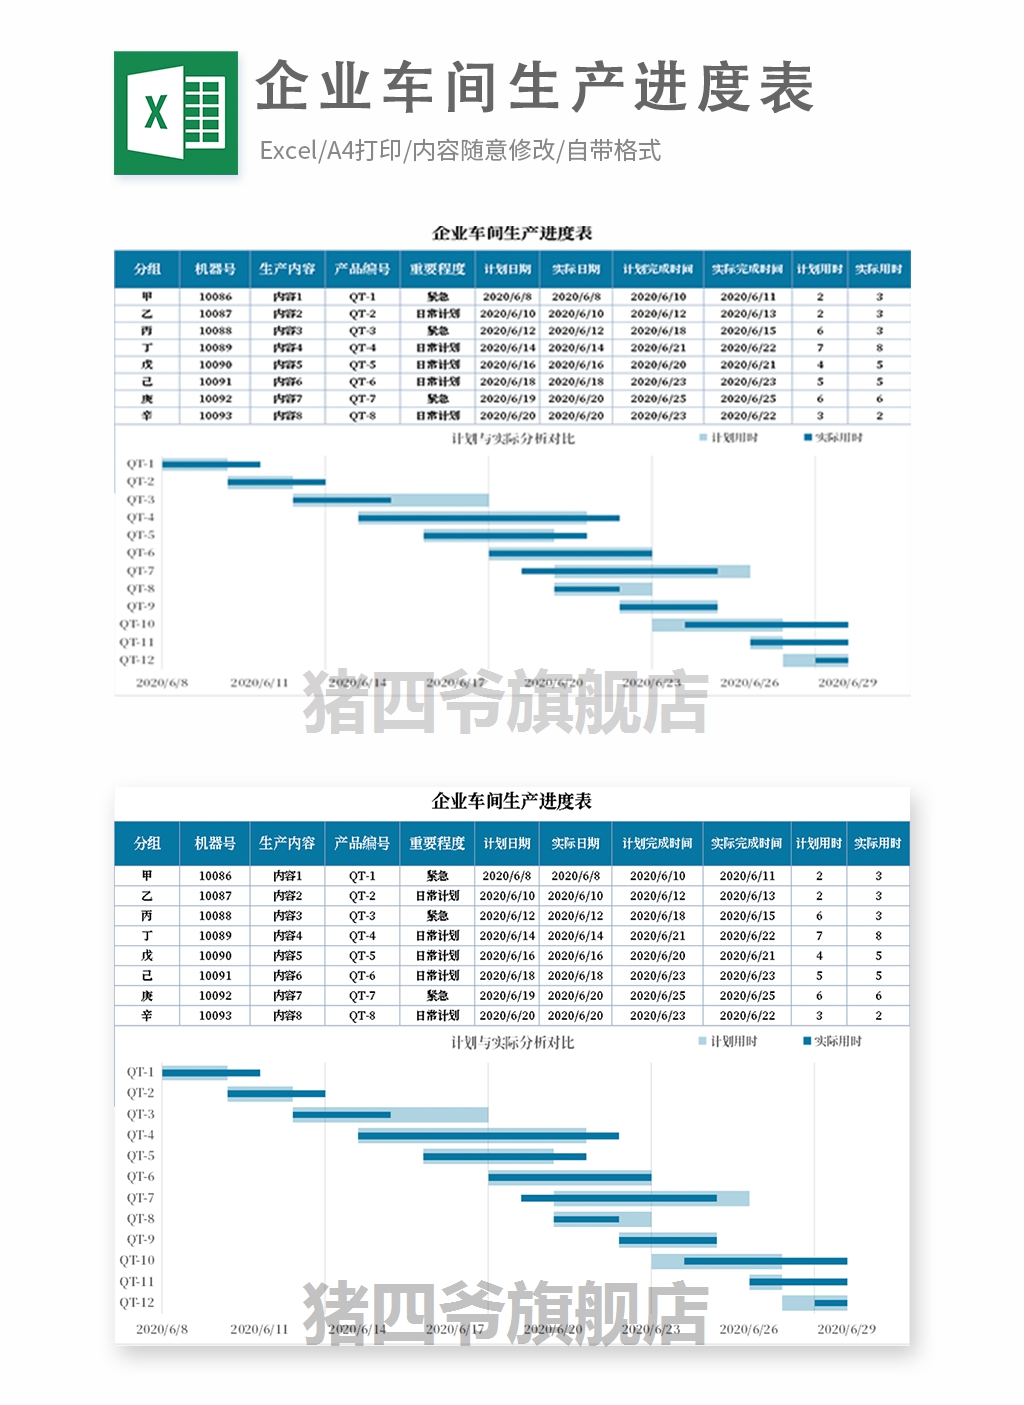 X
企业车间生产进度表
Excel/A4打印/内容随意修改/自带格式
企业车间生产进度表
分组 机器号 生产内容 产品编号 重要程度 计划日期 实际日期 计划完成时间 实际完成时间 计划用时 实际用时
甲 10086 内容1 QT-1 紧急 2020/6/8 2020/6/8 2020/6/10 2020/6/11 2 3
乙 10087 内容2 QT-2 日常计划 2020/6/10 2020/6/10 2020/6/12 2020/6/13 2 3
丙 10088 内容3 QT-3 紧急 2020/6/12 2020/6/12 2020/6/18 2020/6/15 6 3
丁 10089 内容4 QT-4 日常计划 2020/6/14 2020/6/14 2020/6/21 2020/6/22 7 8
戊 10090 内容5 QT-5 日常计划 2020/6/16 2020/6/16 2020/6/20 2020/6/21 4 5
己 10091 内容6 QT-6 日常计划 2020/6/18 2020/6/18 2020/6/23 2020/6/23 5 5
庚 10092 内容7 QT-7 紧急 2020/6/19 2020/6/20 2020/6/25 2020/6/25 6 6
辛 10093 内容8 QT-8 日常计划 2020/6/20 2020/6/20 2020/6/23 2020/6/22 3 2
计划与实际分析对比 计划用时 实际用时
QT-1
QT-2
QT-3
QT-4
QT-5
QT-6
QT-7
QT-8
QT-9
QT-10
QT-11
QT-12
2020/6/8 2020/6/11 2020/6/14 2020/6/17 2020/6/20 2020/6/23 2020/6/26 2020/6/29
猪四爷旗舰店
企业车间生产进度表
分组 机器号 生产内容 产品编号 重要程度 计划日期 实际日期 计划完成时间 实际完成时间 计划用时 实际用时
甲 10086 内容1 QT-1 紧急 2020/6/8 2020/6/8 2020/6/10 2020/6/11 2 3
乙 10087 内容2 QT-2 日常计划 2020/6/10 2020/6/10 2020/6/12 2020/6/13 2 3
丙 10088 内容3 QT-3 紧急 2020/6/12 2020/6/12 2020/6/18 2020/6/15 6 3
丁 10089 内容4 QT-4 日常计划 2020/6/14 2020/6/14 2020/6/21 2020/6/22 7 8
戊 10090 内容5 QT-5 日常计划 2020/6/16 2020/6/16 2020/6/20 2020/6/21 4 5
己 10091 内容6 QT-6 日常计划 2020/6/18 2020/6/18 2020/6/23 2020/6/23 5 5
庚 10092 内容7 QT-7 紧急 2020/6/19 2020/6/20 2020/6/25 2020/6/25 6 6
辛 10093 内容8 QT-8 日常计划 2020/6/20 2020/6/20 2020/6/23 2020/6/22 3 2
计划与实际分析对比 计划用时 实际用时
QT-1
QT-2
QT-3
QT-4
QT-5
QT-6
QT-7
QT-8
QT-9
QT-10
QT-11
QT-12
猪四爷旗舰店
2020/6/8 2020/6/11 2020/6/14 2020/6/17 2020/6/20 2020/6/23 2020/6/26 2020/6/29